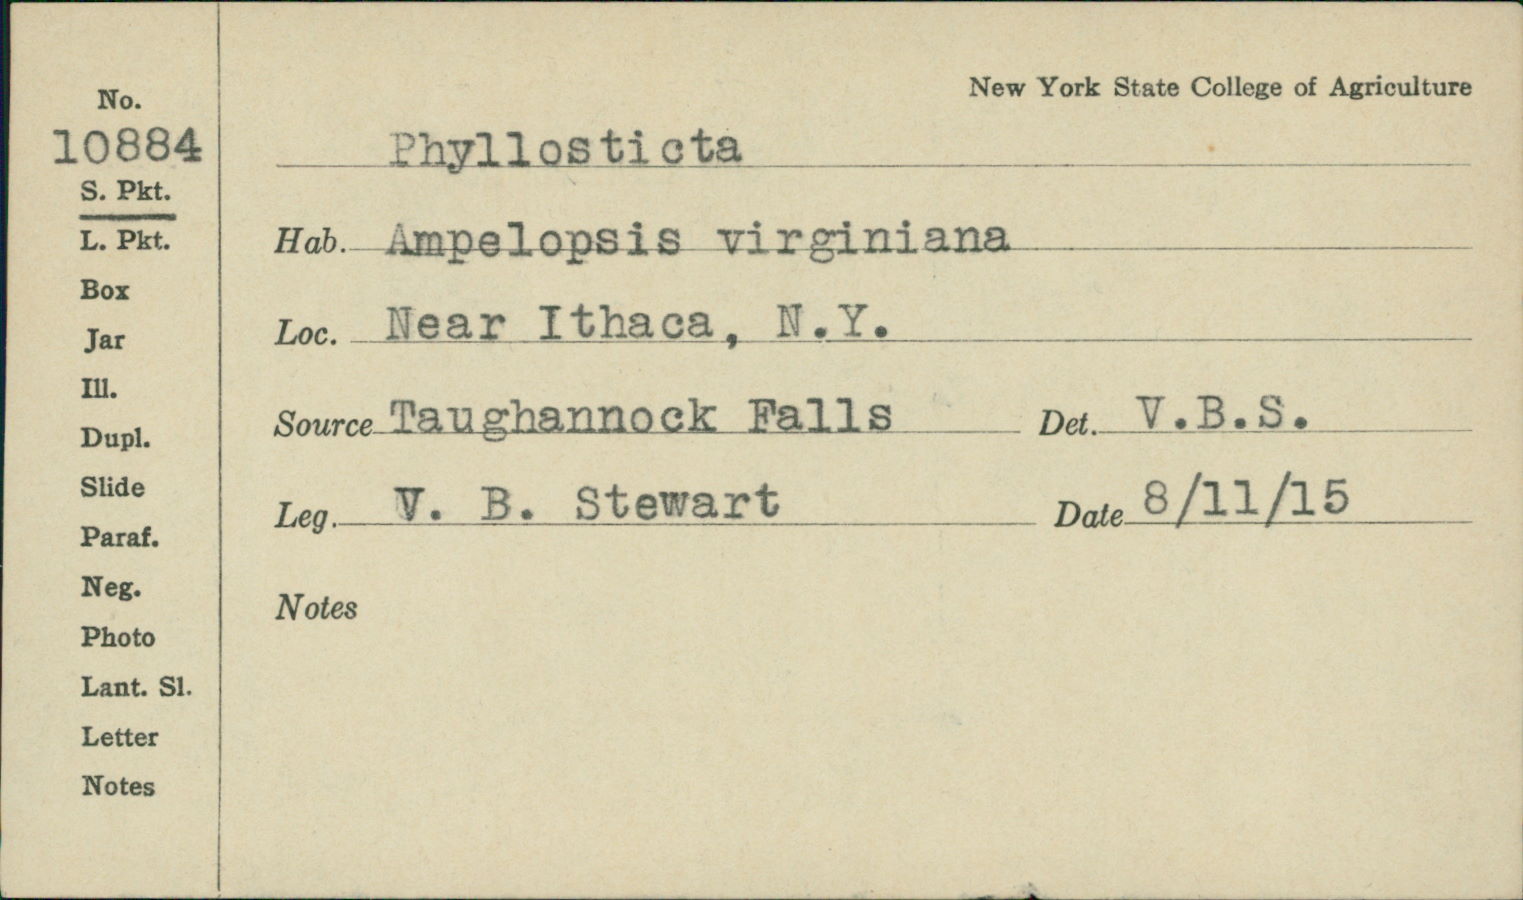 New York State College of Agriculture
No.
10884
S. Pkt.
L. Pkt.
Box
Jar
Ill.
Dupl.
Slide
Paraf.
Neg.
Photo
Lant. Sl.
Letter
Notes
Phyllosticta
Hab. Ampelopsis virginiana
Loc. Near Ithaca, N.Y.
Source Taughannock Falls Det. V.B.S.
Leg. V. B. Stewart Date 8/11/15
Notes